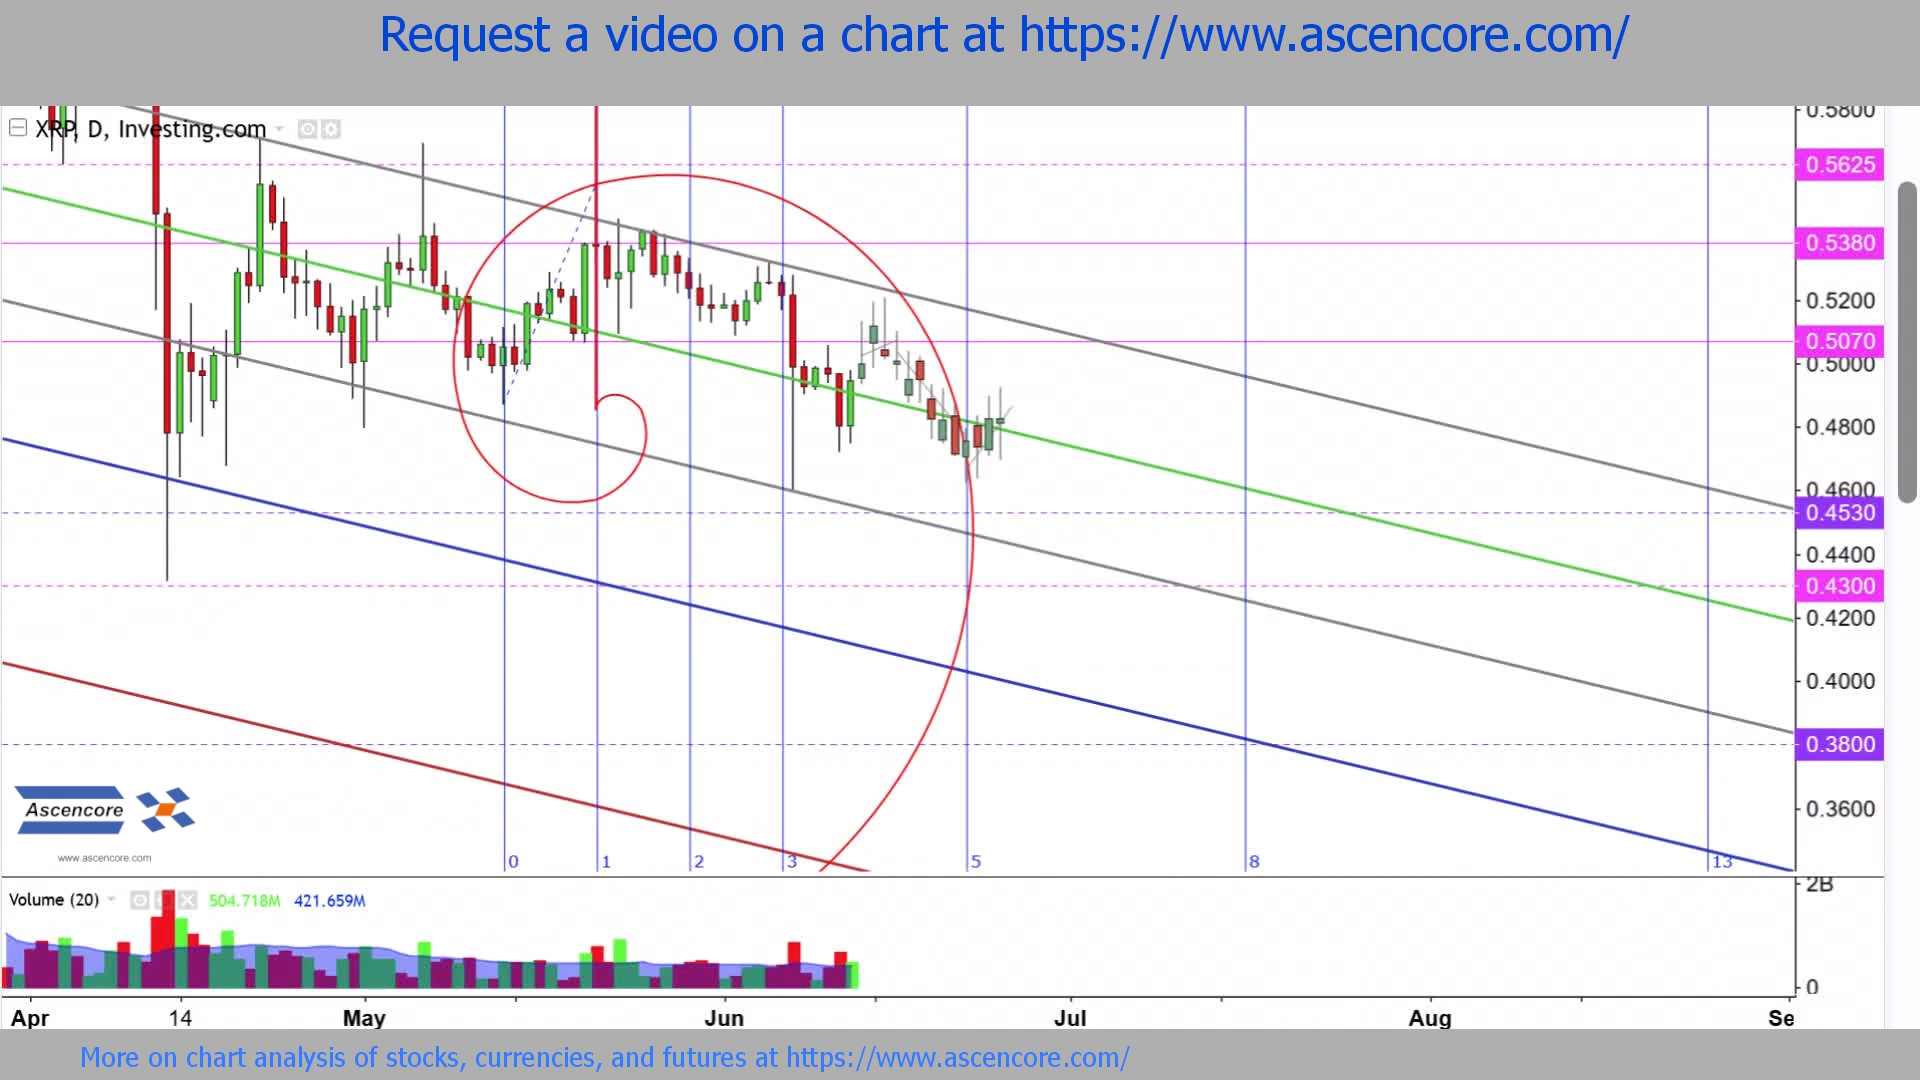 Request a video on a chart at https://www.ascencore.com/
XRP, D, Investing.com
0.5800
0.5625
0.5380
0.5200
0.5070
0.5000
0.4800
0.4600
0.4530
0.4400
0.4300
0.4200
0.4000
0.3800
0.3600
Ascencore
www.ascencore.com
0 1 2 3 5 8 13
Volume (20) 504.718M 421.659M
2B
0
Apr 14 May Jun Jul Aug Se
More on chart analysis of stocks, currencies, and futures at https://www.ascencore.com/